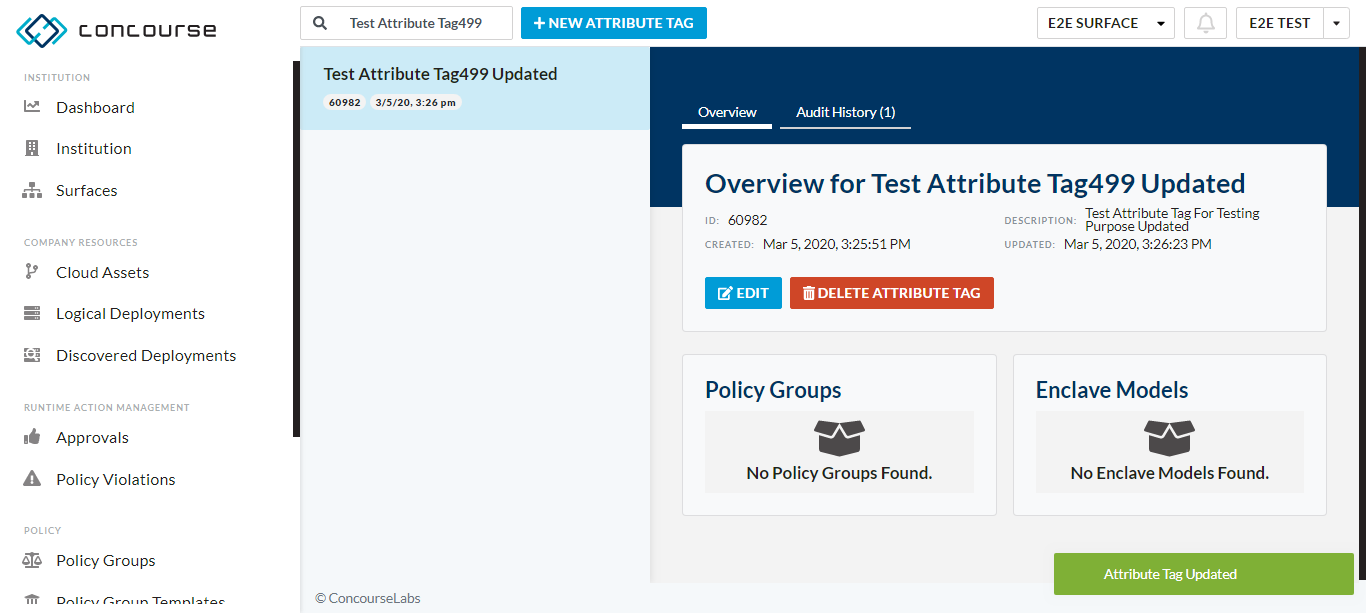 concourse
Test Attribute Tag499
NEW ATTRIBUTE TAG
E2E SURFACE
E2E TEST
INSTITUTION
Dashboard
Institution
Surfaces
COMPANY RESOURCES
Cloud Assets
Logical Deployments
Discovered Deployments
RUNTIME ACTION MANAGEMENT
Approvals
Policy Violations
POLICY
Policy Groups
Policy Group Templates
Test Attribute Tag499 Updated
60982 3/5/20, 3:26 pm
Overview Audit History (1)
Overview for Test Attribute Tag499 Updated
ID: 60982
DESCRIPTION: Test Attribute Tag For Testing
Purpose Updated
CREATED: Mar 5, 2020, 3:25:51 PM
UPDATED: Mar 5, 2020, 3:26:23 PM
EDIT DELETE ATTRIBUTE TAG
Policy Groups
No Policy Groups Found.
Enclave Models
No Enclave Models Found.
Attribute Tag Updated
© ConcourseLabs